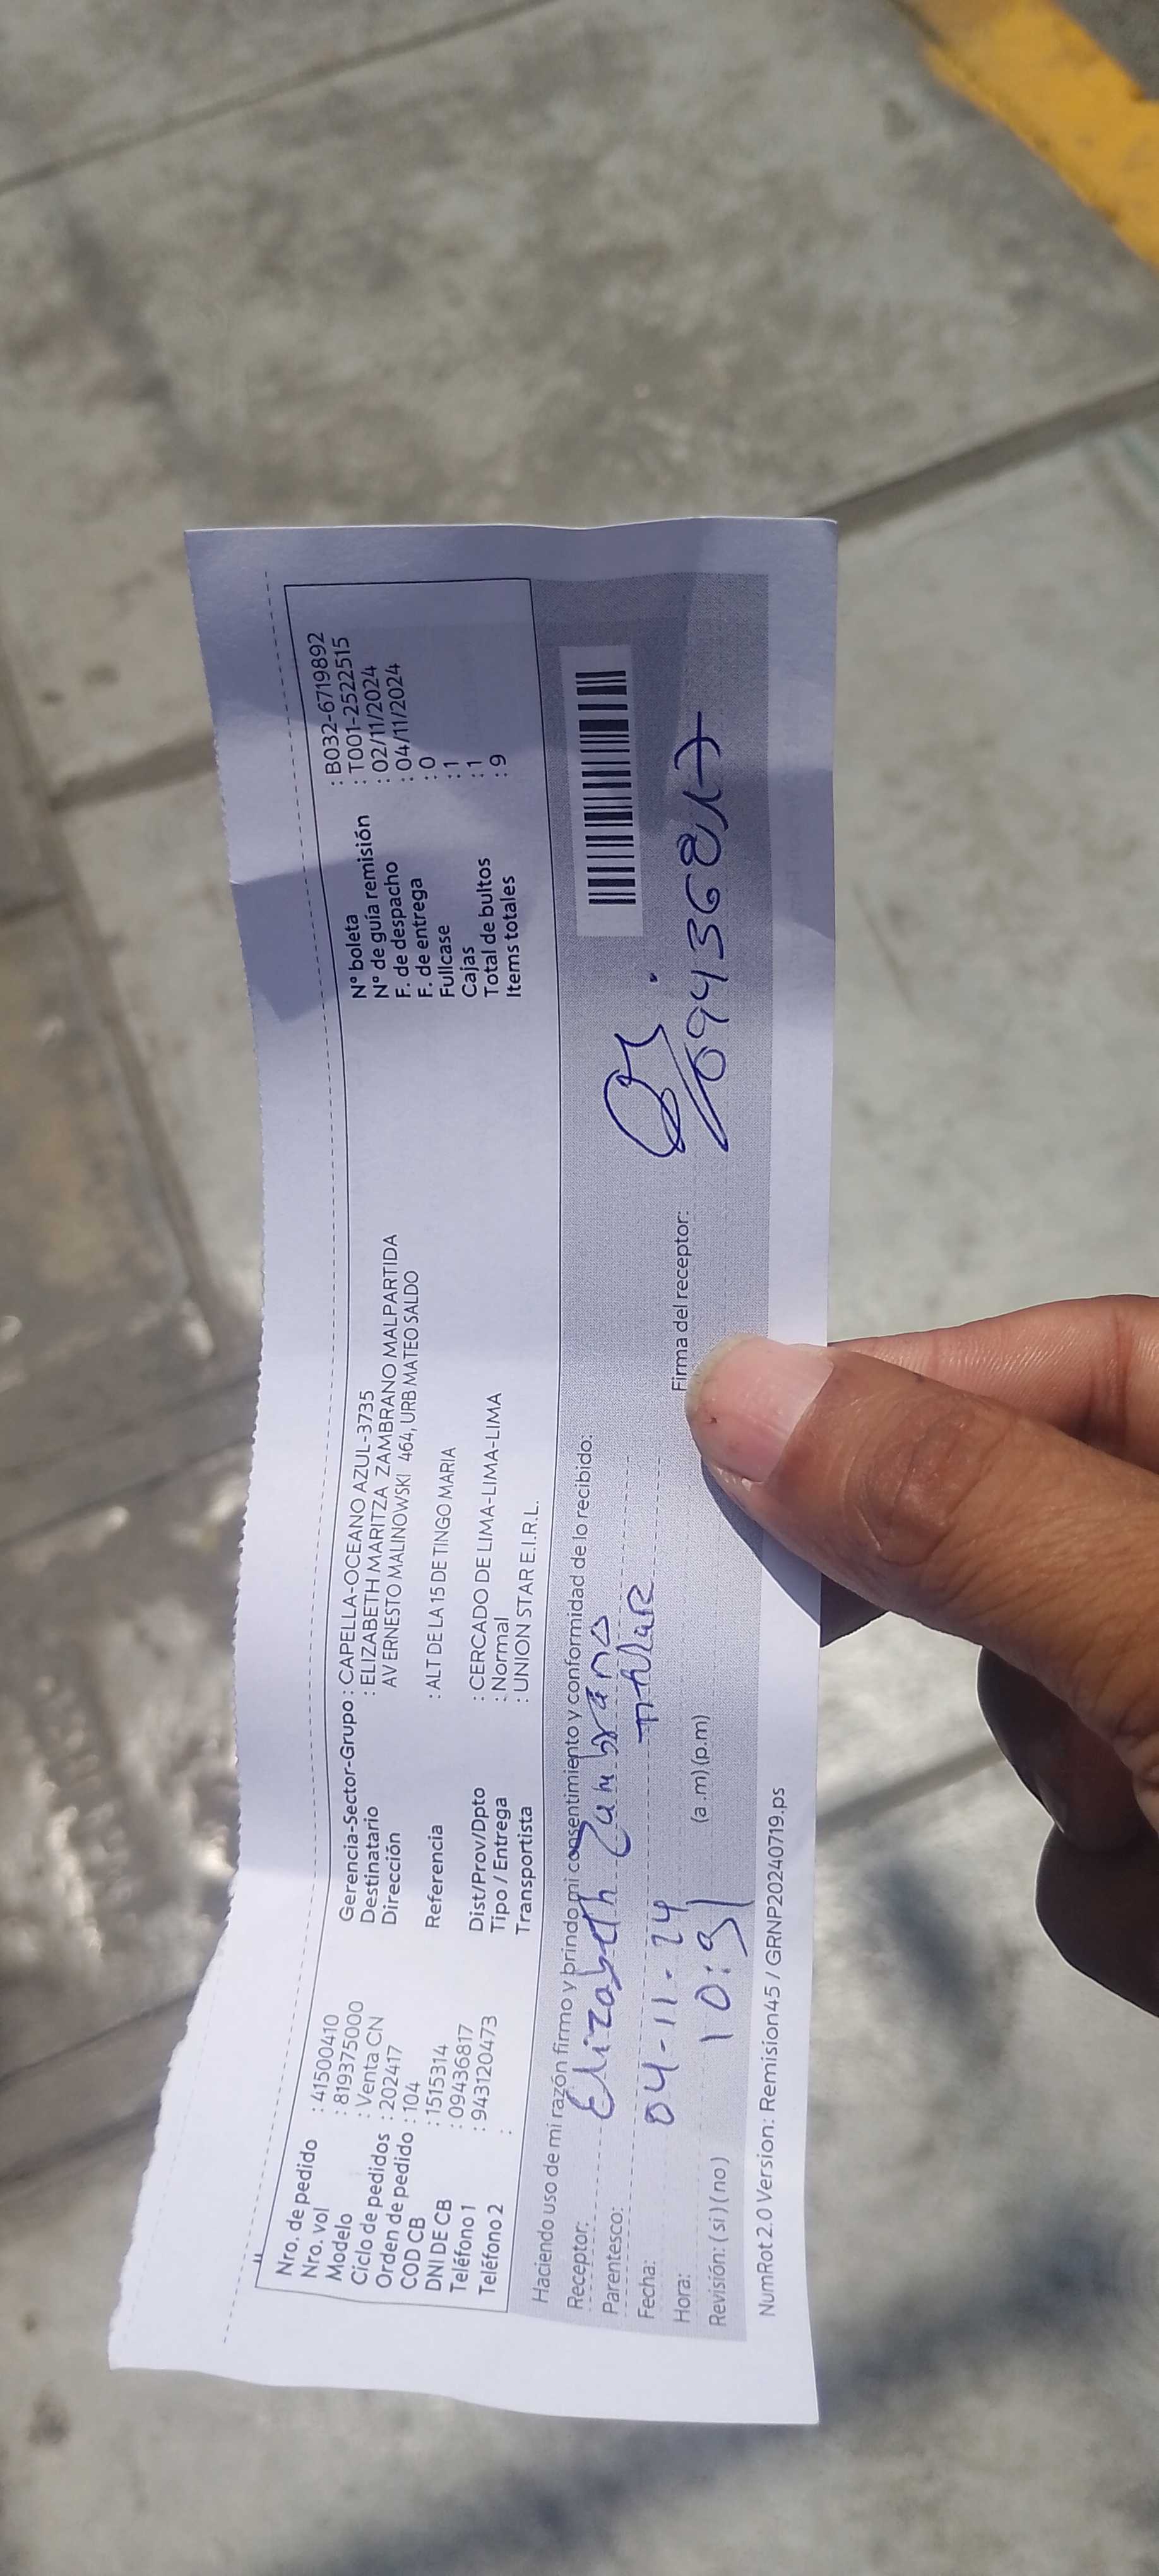 Nro. de pedido : 41500410
Nro. vol : 819375000
Modelo : Venta CN
Ciclo de pedidos : 202417
Orden de pedido : 104
COD CB : 1515314
DNI DE CB : 09436817
Teléfono 1 : 943120473
Teléfono 2 :
Gerencia-Sector-Grupo : CAPELLA-OCEANO AZUL-3735
Destinatario : ELIZABETH MARITZA ZAMBRANO MALPARTIDA
Dirección AV ERNESTO MALINOWSKI 464, URB MATEO SALDO
Referencia : ALT DE LA 15 DE TINGO MARIA
Dist/Prov/Dpto : CERCADO DE LIMA-LIMA-LIMA
Tipo / Entrega : Normal
Transportista : UNION STAR E.I.R.L.
N° boleta : B032-6719892
N° de guía remisión : T001-2522515
F. de despacho : 02/11/2024
F. de entrega : 04/11/2024
Fullcase : 0
Cajas : 1
Total de bultos : 1
Items totales : 9
Haciendo uso de mi razón firmo y brindo mi consentimiento y conformidad de lo recibido:
Receptor: Elizabeth Zambrano
Parentesco: titular
Fecha: 04-11-24
Hora: 10:31 (a.m) (p.m)
Revisión: ( si ) ( no )
Firma del receptor:
09436817
NumRot 2.0 Version: Remision45 / GRNP20240719.ps